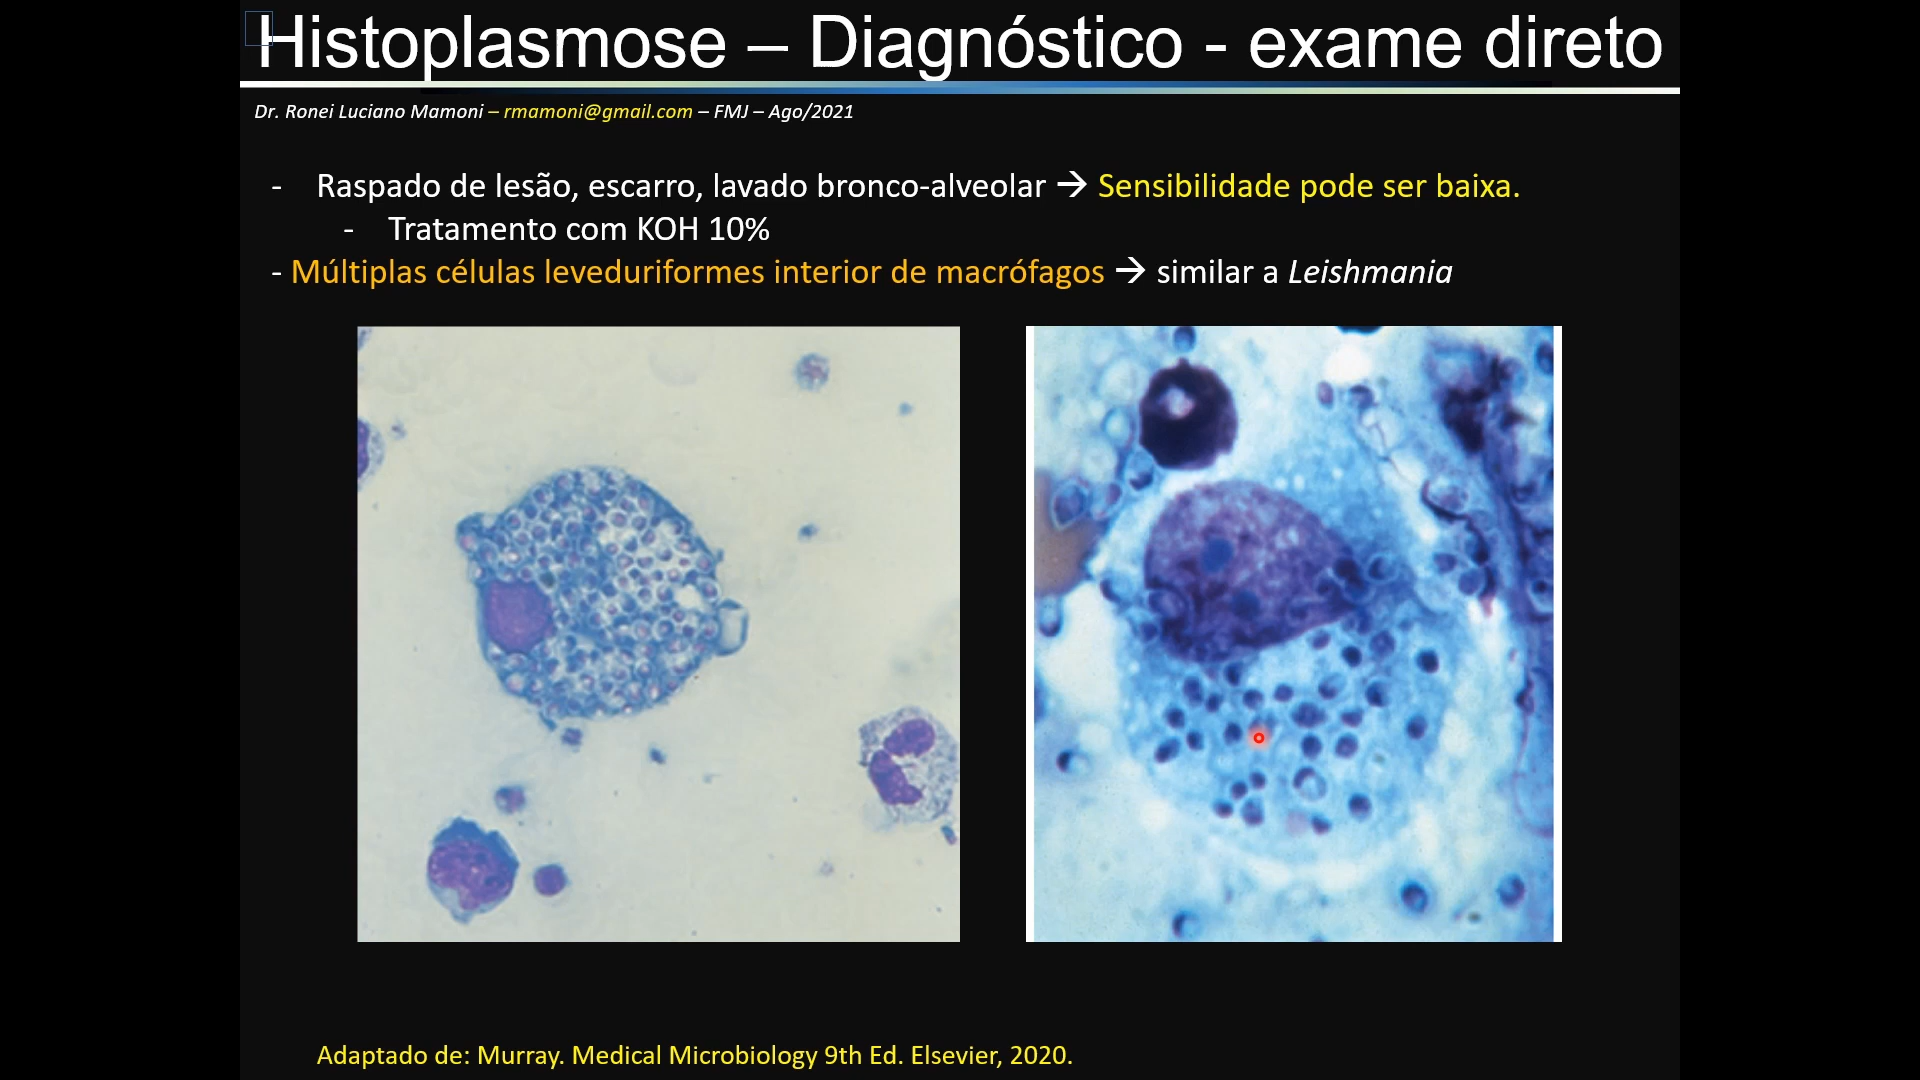 Histoplasmose – Diagnóstico - exame direto
Dr. Ronei Luciano Mamoni – rmamoni@gmail.com – FMJ – Ago/2021
- Raspado de lesão, escarro, lavado bronco-alveolar → Sensibilidade pode ser baixa.
- Tratamento com KOH 10%
- Múltiplas células leveduriformes interior de macrófagos → similar a Leishmania
Adaptado de: Murray. Medical Microbiology 9th Ed. Elsevier, 2020.